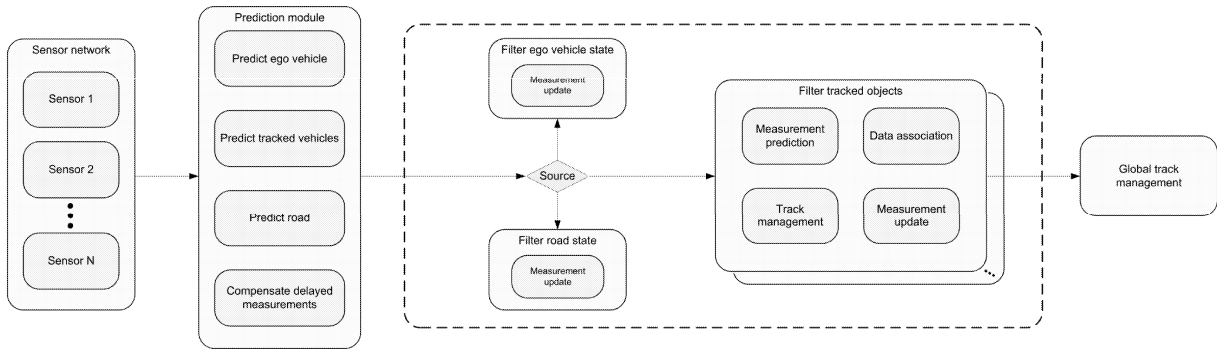 Sensor network
Sensor 1
Sensor 2
Sensor N
Prediction module
Predict ego vehicle
Predict tracked vehicles
Predict road
Compensate delayed
measurements
Filter ego vehicle state
Measurement
update
Source
Filter road state
Measurement
update
Filter tracked objects
Measurement
prediction
Data association
Track
management
Measurement
update
Global track
management